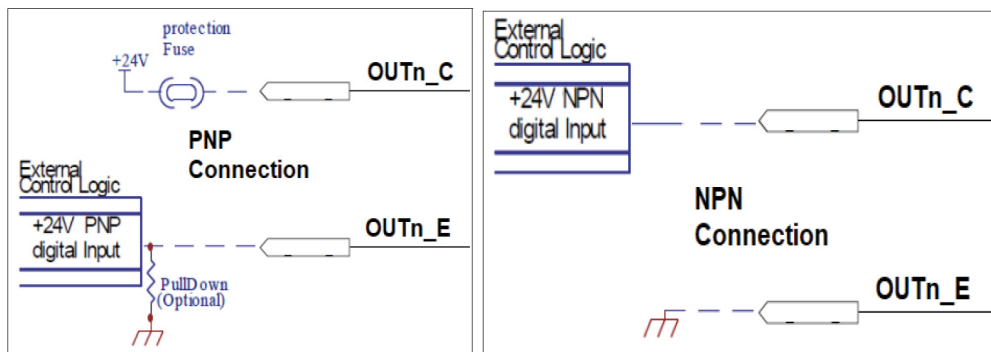 protection
Fuse
+24V
OUTn_C
PNP
Connection
External
Control Logic
+24V PNP
digital Input
OUTn_E
PullDown
(Optional)
External
Control Logic
+24V NPN
digital Input
OUTn_C
NPN
Connection
OUTn_E